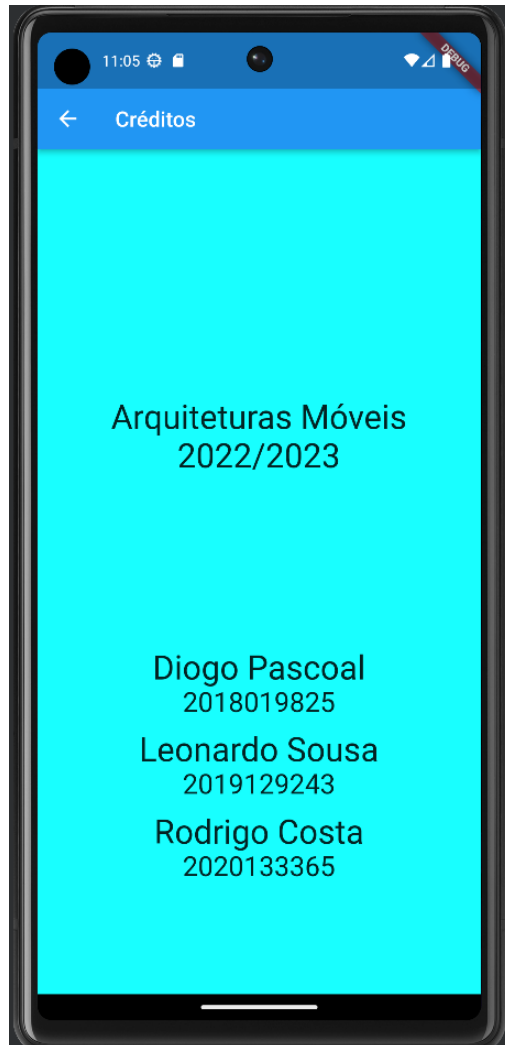 11:05
DEBUG
Créditos
Arquiteturas Móveis
2022/2023
Diogo Pascoal
2018019825
Leonardo Sousa
2019129243
Rodrigo Costa
2020133365